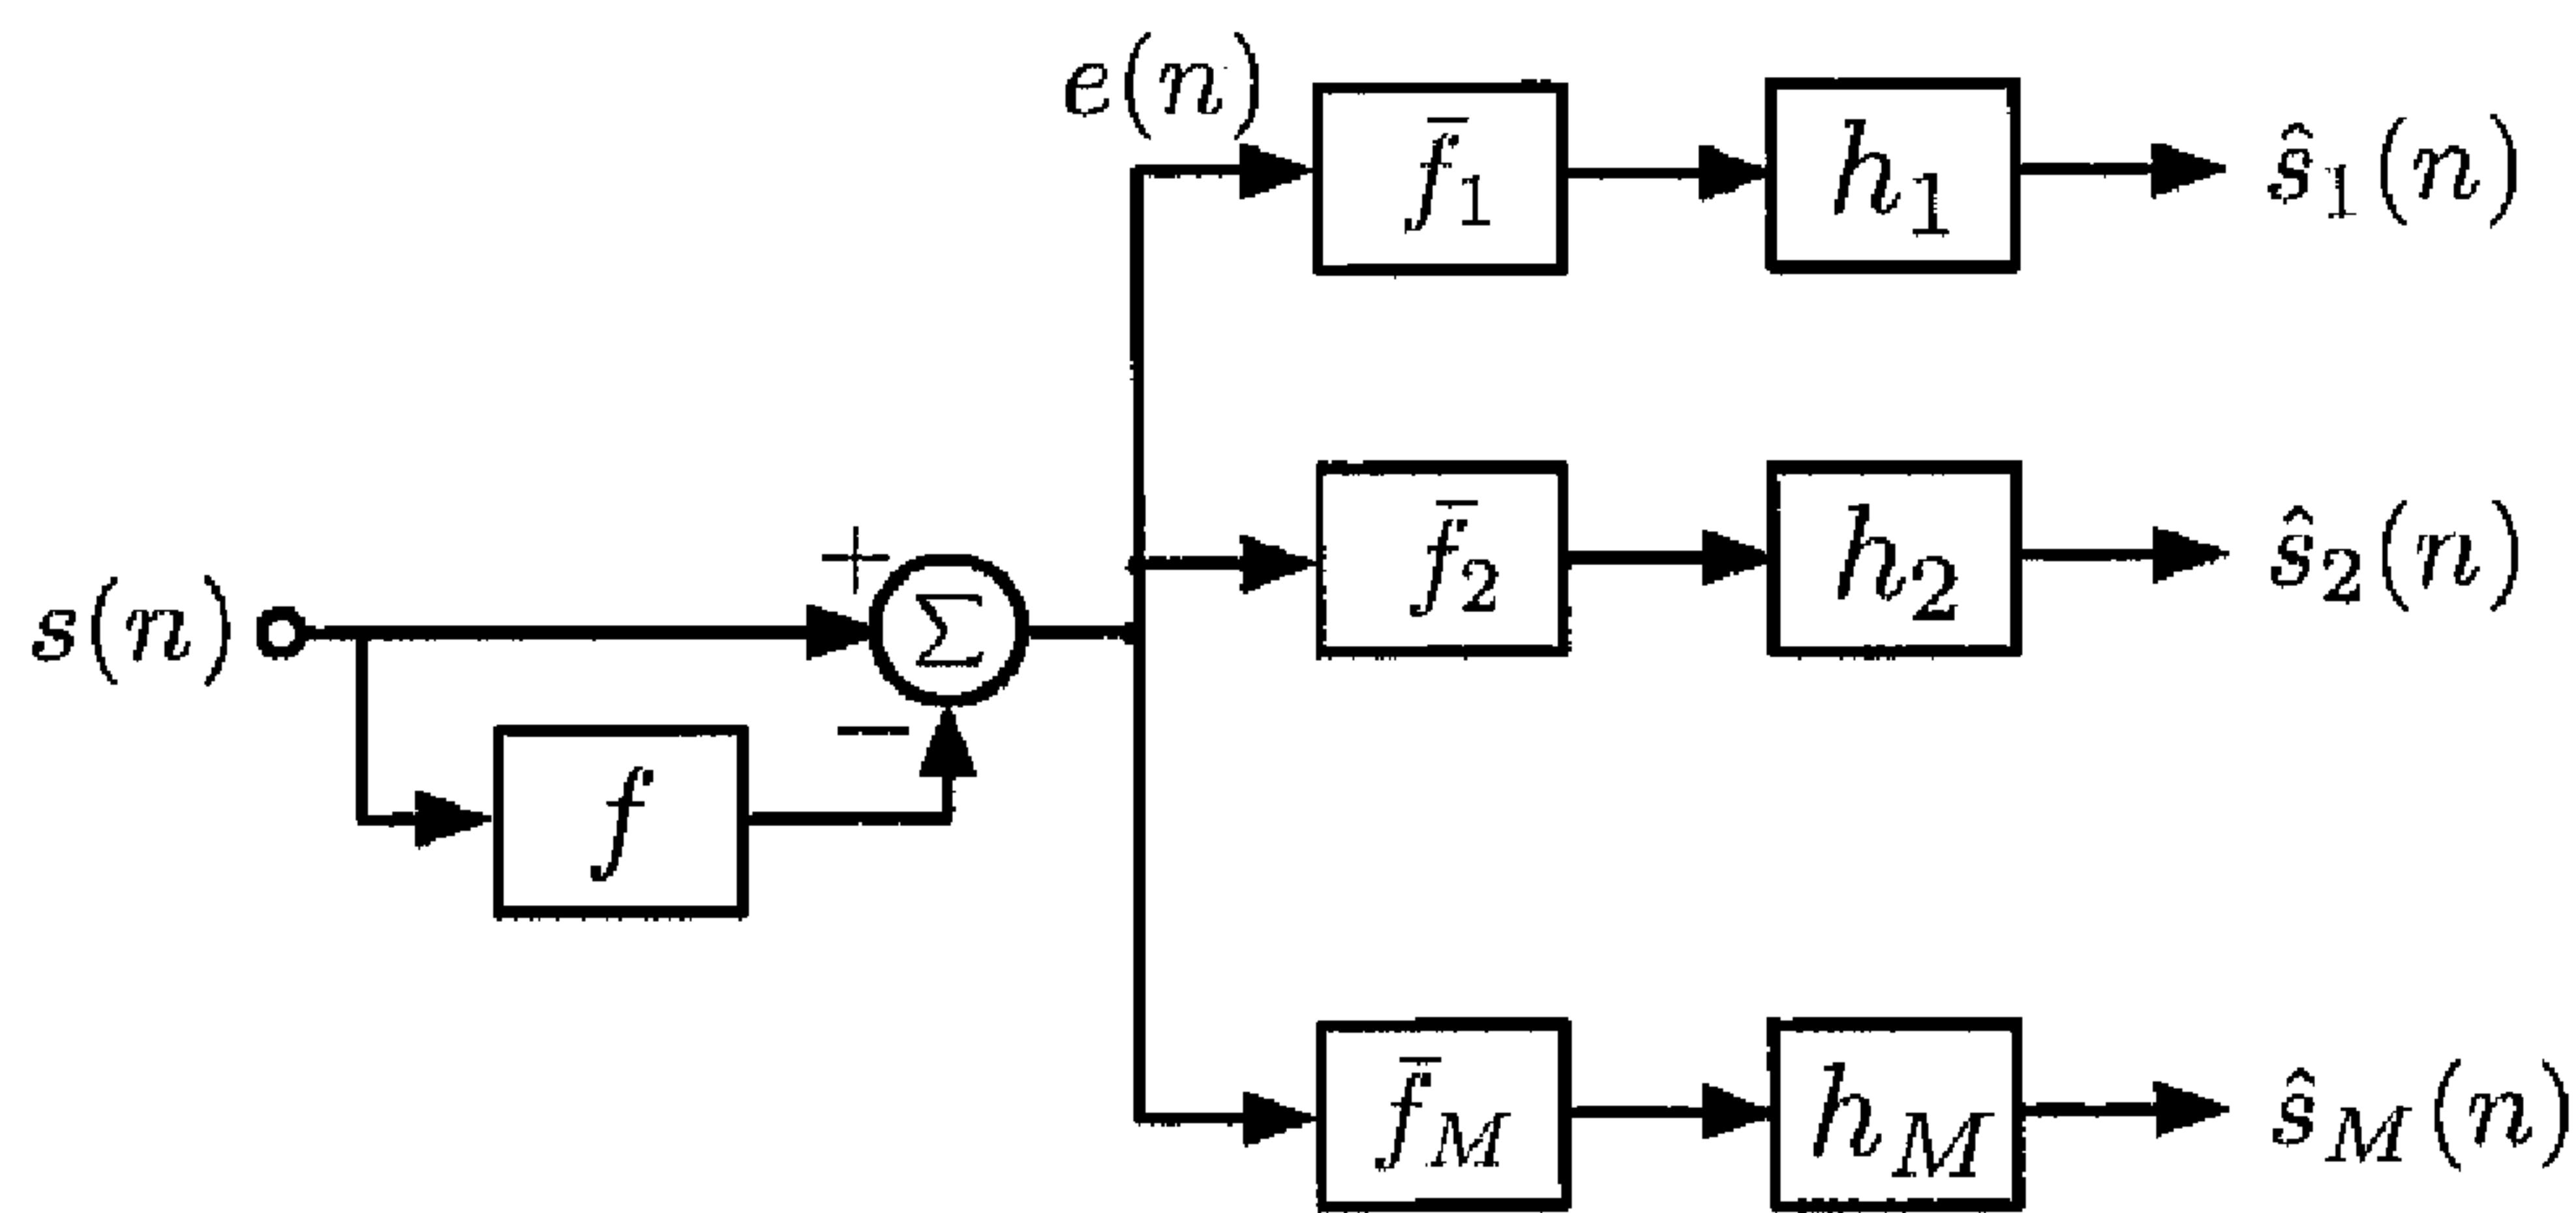 e(n)
f̄₁
h₁
ŝ₁(n)
f̄₂
h₂
ŝ₂(n)
+
s(n)
Σ
−
f
f̄_M
h_M
ŝ_M(n)